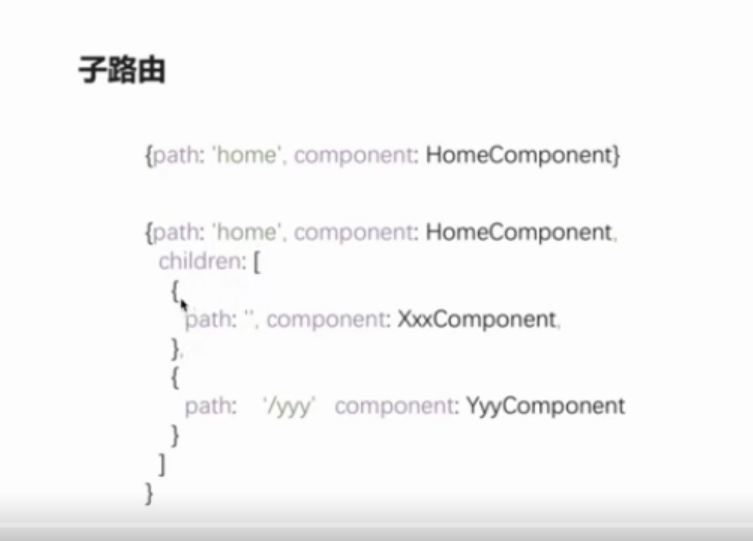 子路由
{path: 'home', component: HomeComponent}
{path: 'home', component: HomeComponent,
children: [
{
path: '', component: XxxComponent,
},
{
path: '/yyy' component: YyyComponent
}
]
}